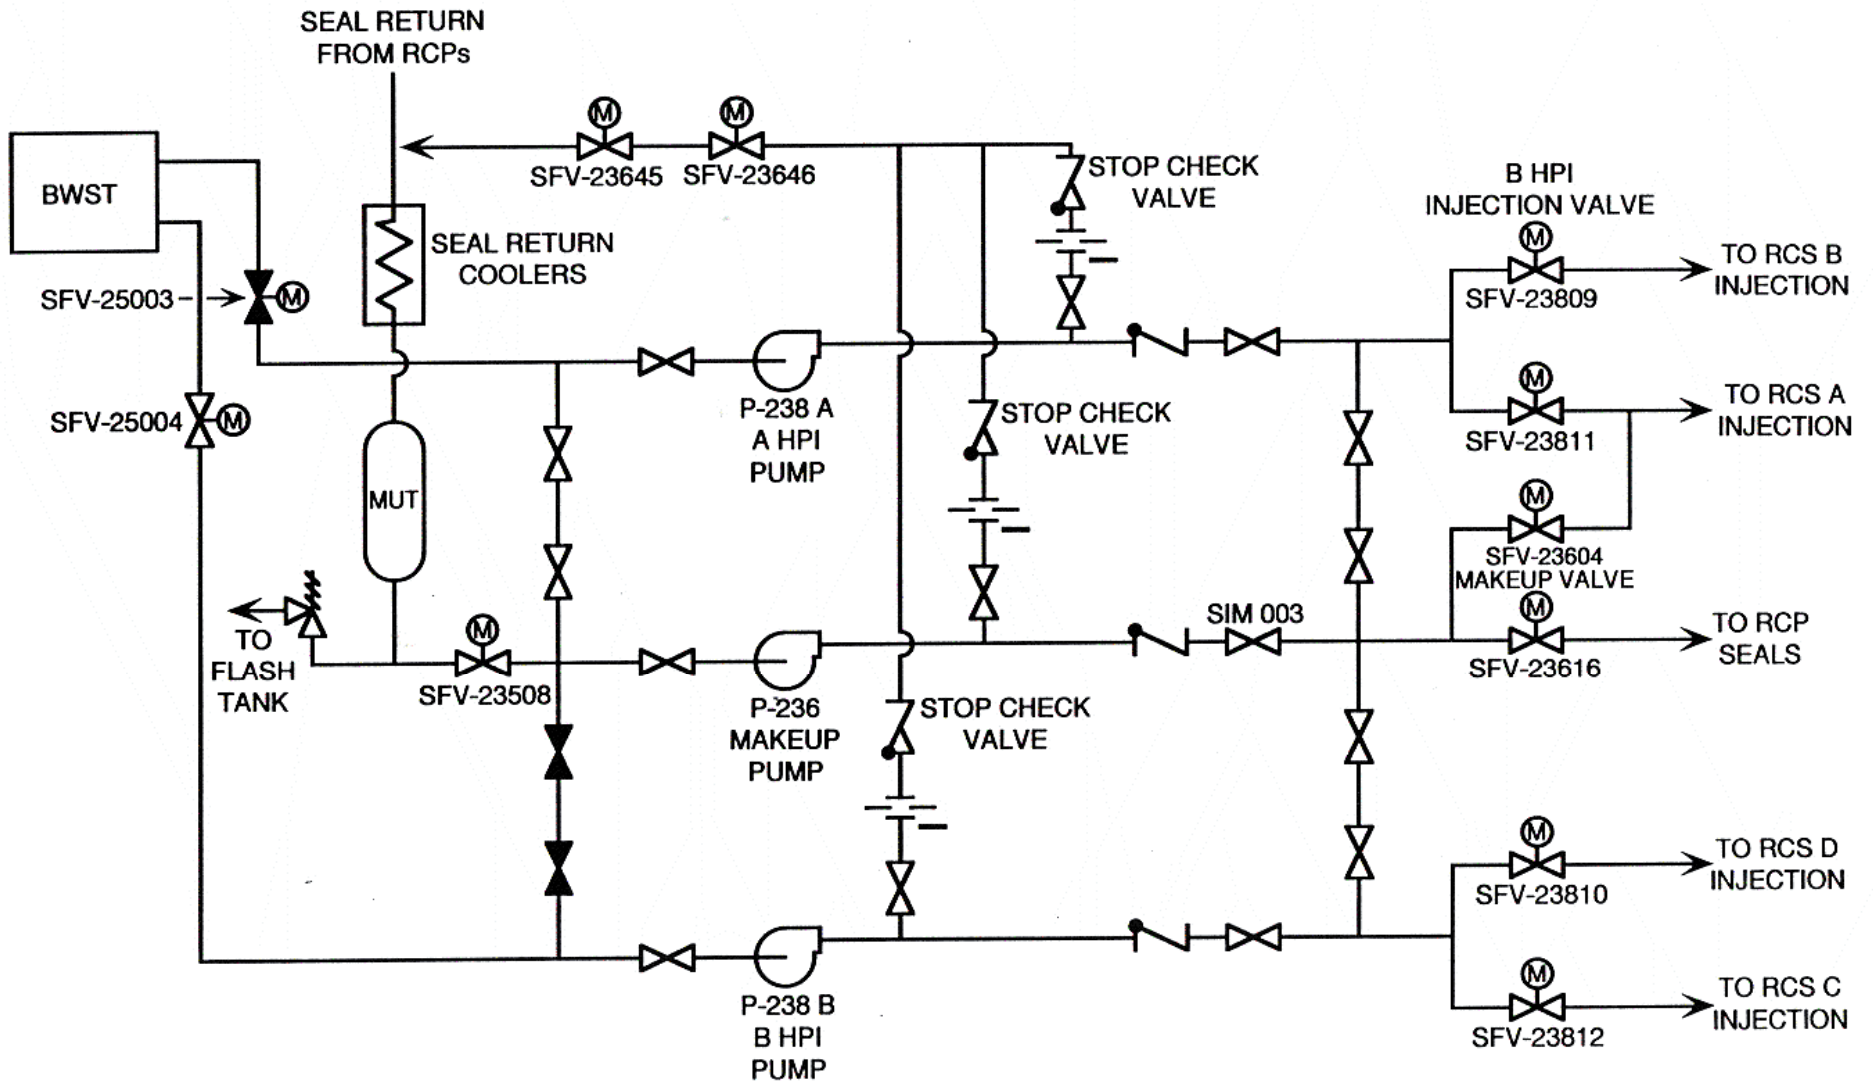 SEAL RETURN
FROM RCPs
M
M
SFV-23645
SFV-23646
STOP CHECK
VALVE
B HPI
INJECTION VALVE
M
SFV-23809
TO RCS B
INJECTION
BWST
SEAL RETURN
COOLERS
SFV-25003
M
SFV-25004
M
P-238 A
A HPI
PUMP
STOP CHECK
VALVE
M
SFV-23811
TO RCS A
INJECTION
MUT
M
SFV-23604
MAKEUP VALVE
TO
FLASH
TANK
M
SFV-23508
P-236
MAKEUP
PUMP
STOP CHECK
VALVE
SIM 003
M
SFV-23616
TO RCP
SEALS
M
SFV-23810
TO RCS D
INJECTION
P-238 B
B HPI
PUMP
M
SFV-23812
TO RCS C
INJECTION